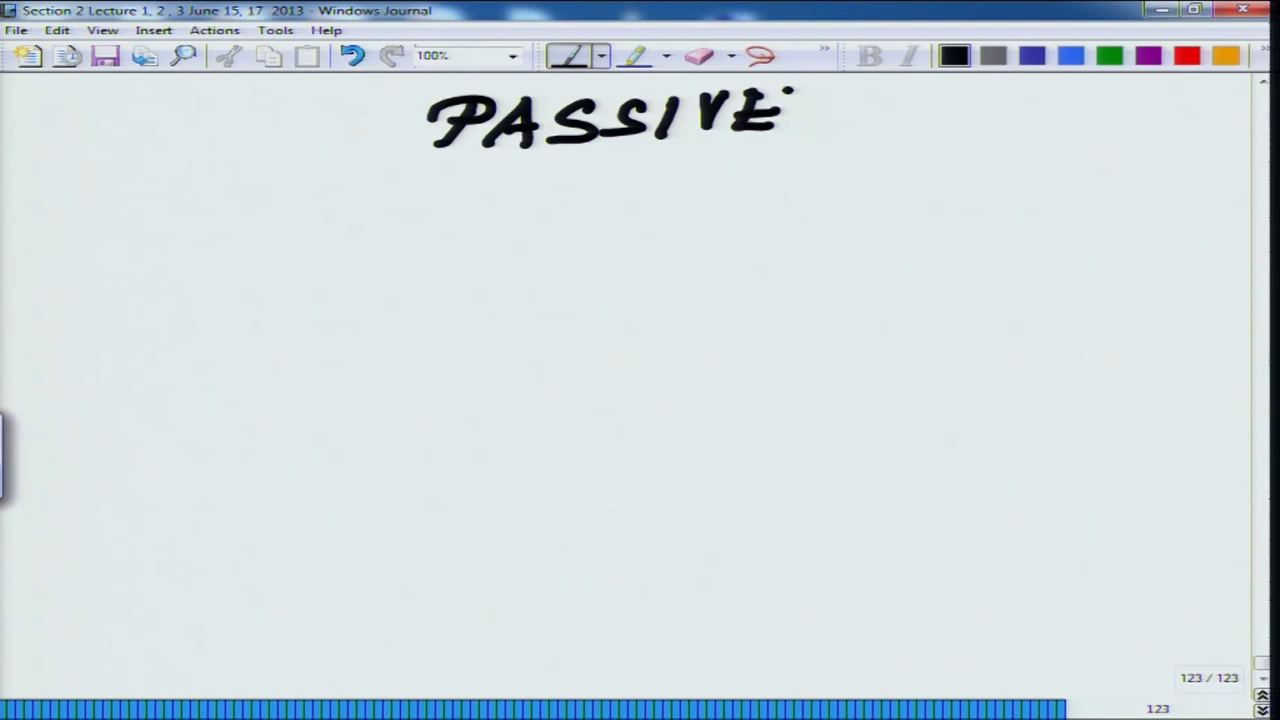 Section 2 Lecture 1, 2 , 3 June 15, 17 2013 - Windows Journal
File Edit View Insert Actions Tools Help
100% B I
PASSIVE
123 / 123
123